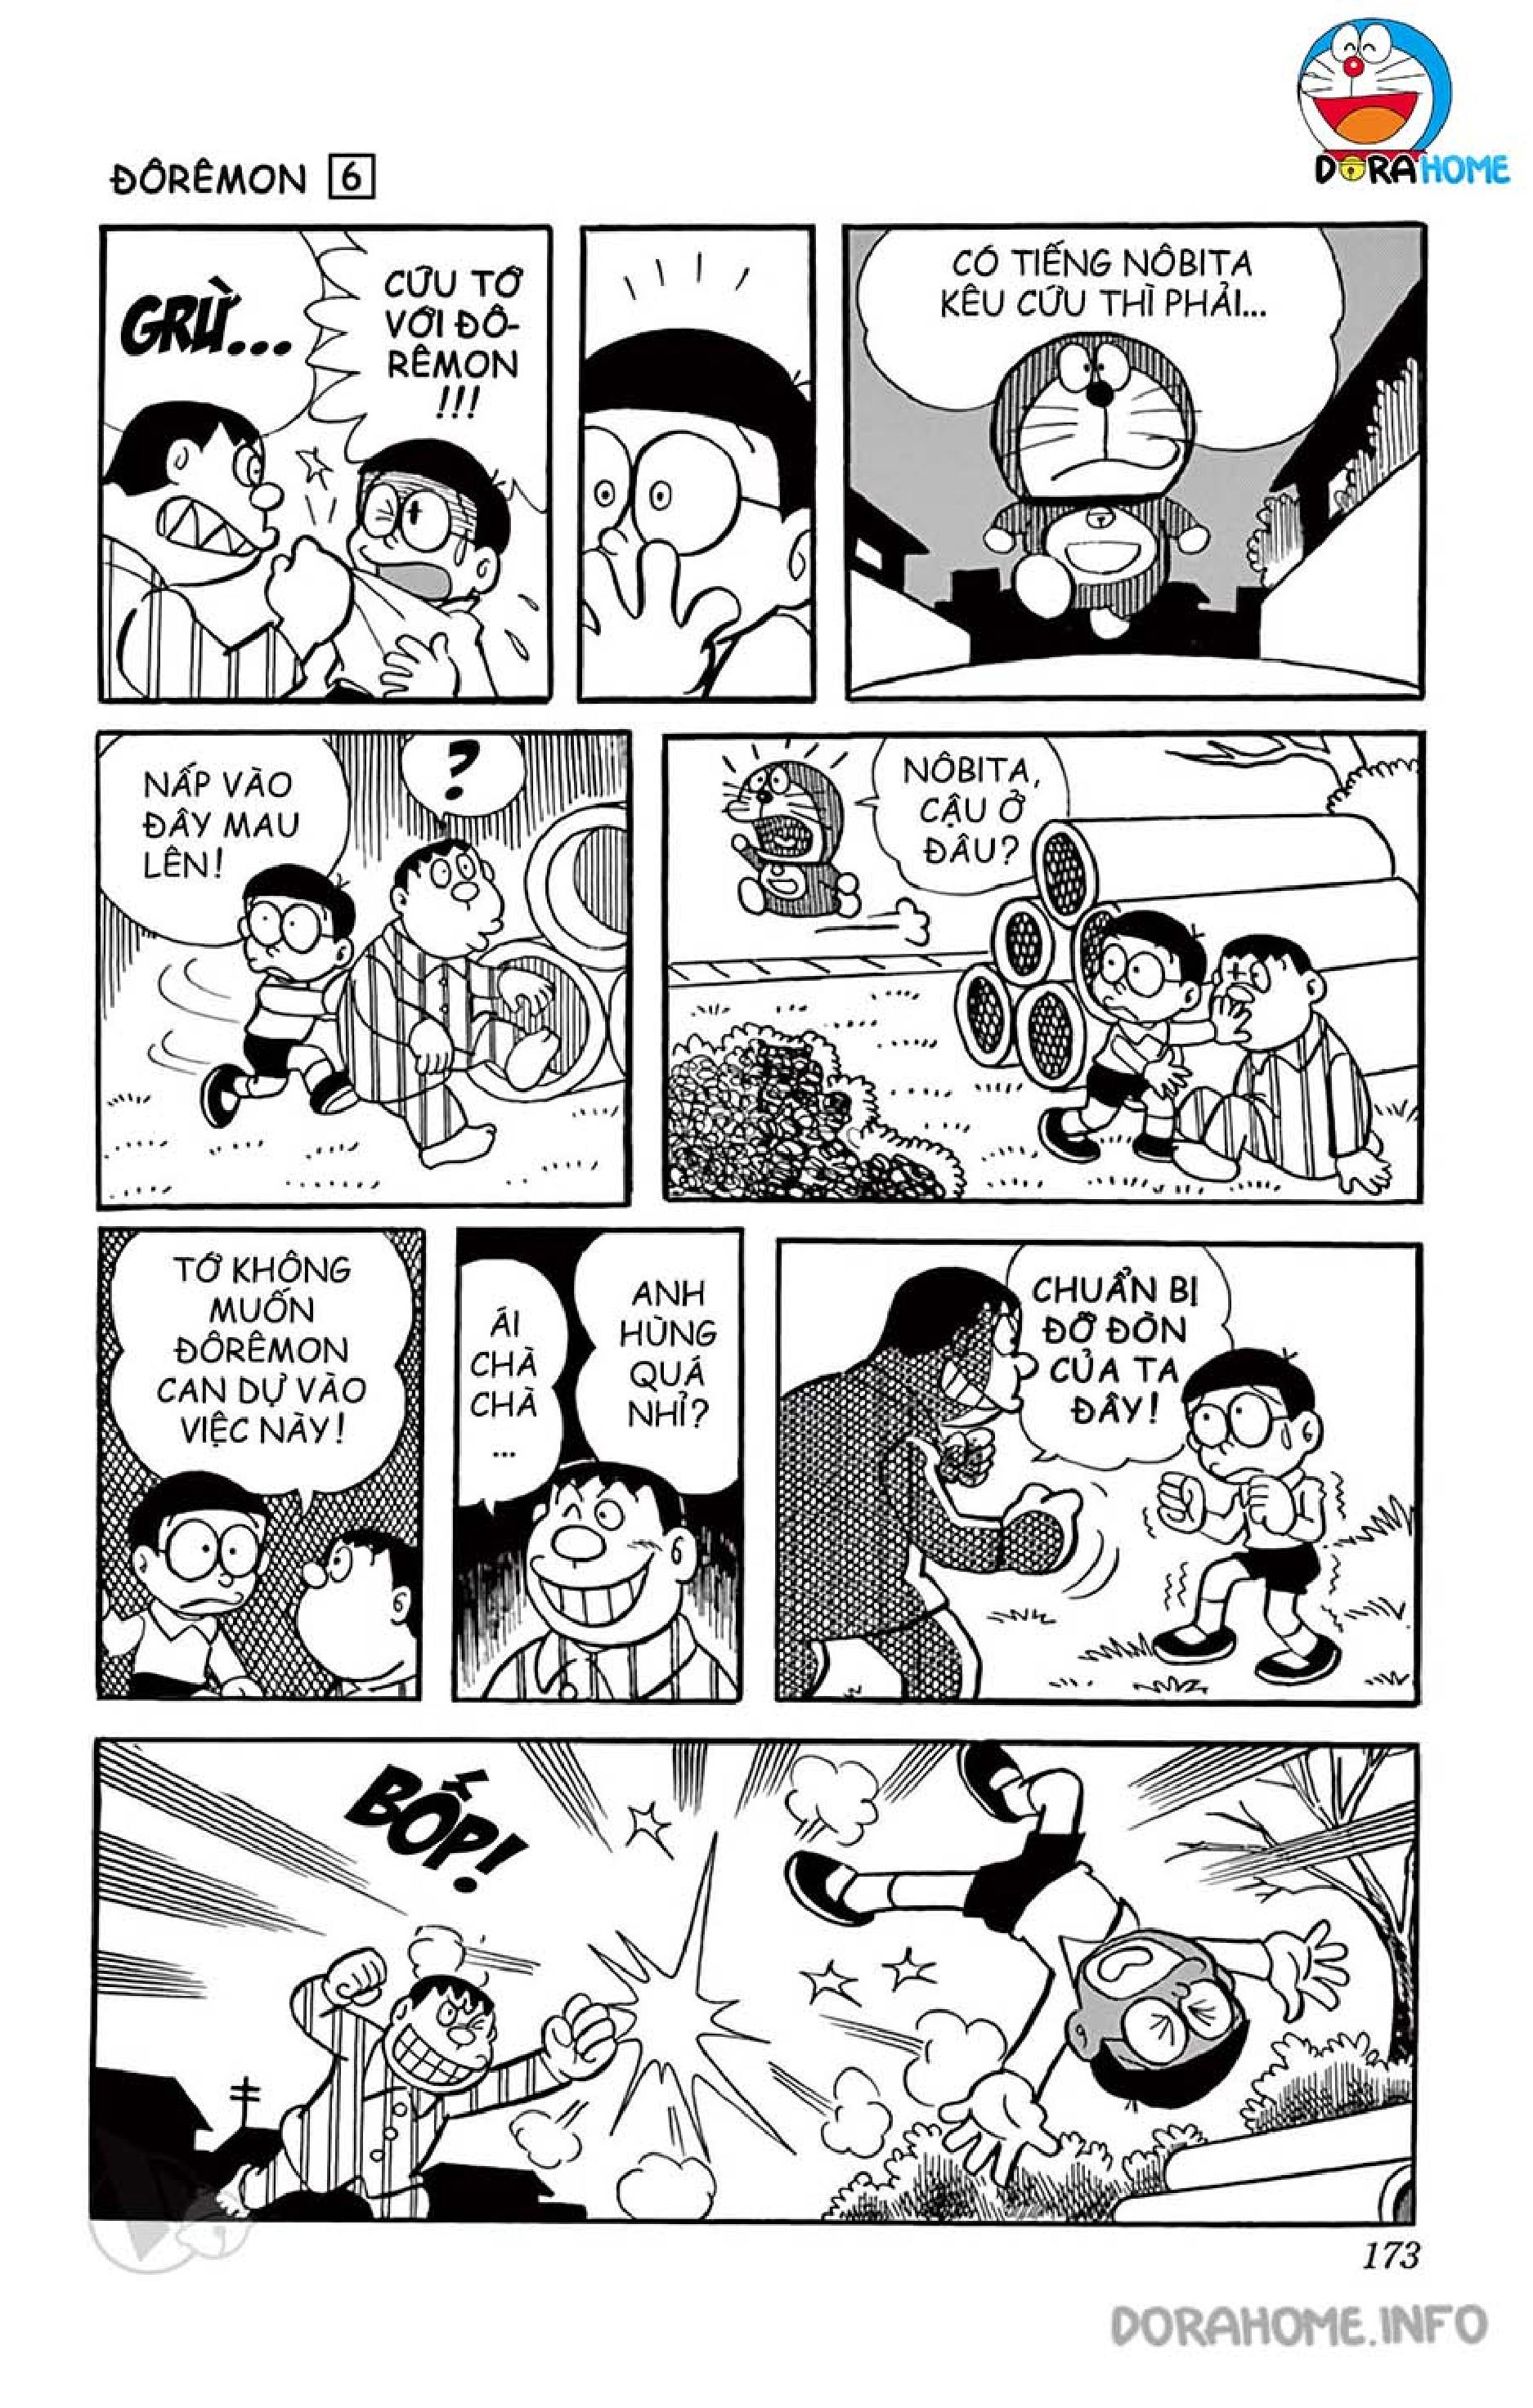 DORAHOME
ĐÔRÊMON 6
GRỪ...
CỨU TỚ
VỚI ĐÔ-
RÊMON
!!!
CÓ TIẾNG NÔBITA
KÊU CỨU THÌ PHẢI...
NẤP VÀO
ĐÂY MAU
LÊN!
?
NÔBITA,
CẬU Ở
ĐÂU?
TỚ KHÔNG
MUỐN
ĐÔRÊMON
CAN DỰ VÀO
VIỆC NÀY!
ÁI
CHÀ
CHÀ
...
ANH
HÙNG
QUÁ
NHỈ?
CHUẨN BỊ
ĐỠ ĐÒN
CỦA TA
ĐÂY!
BỐP!
173
DORAHOME.INFO